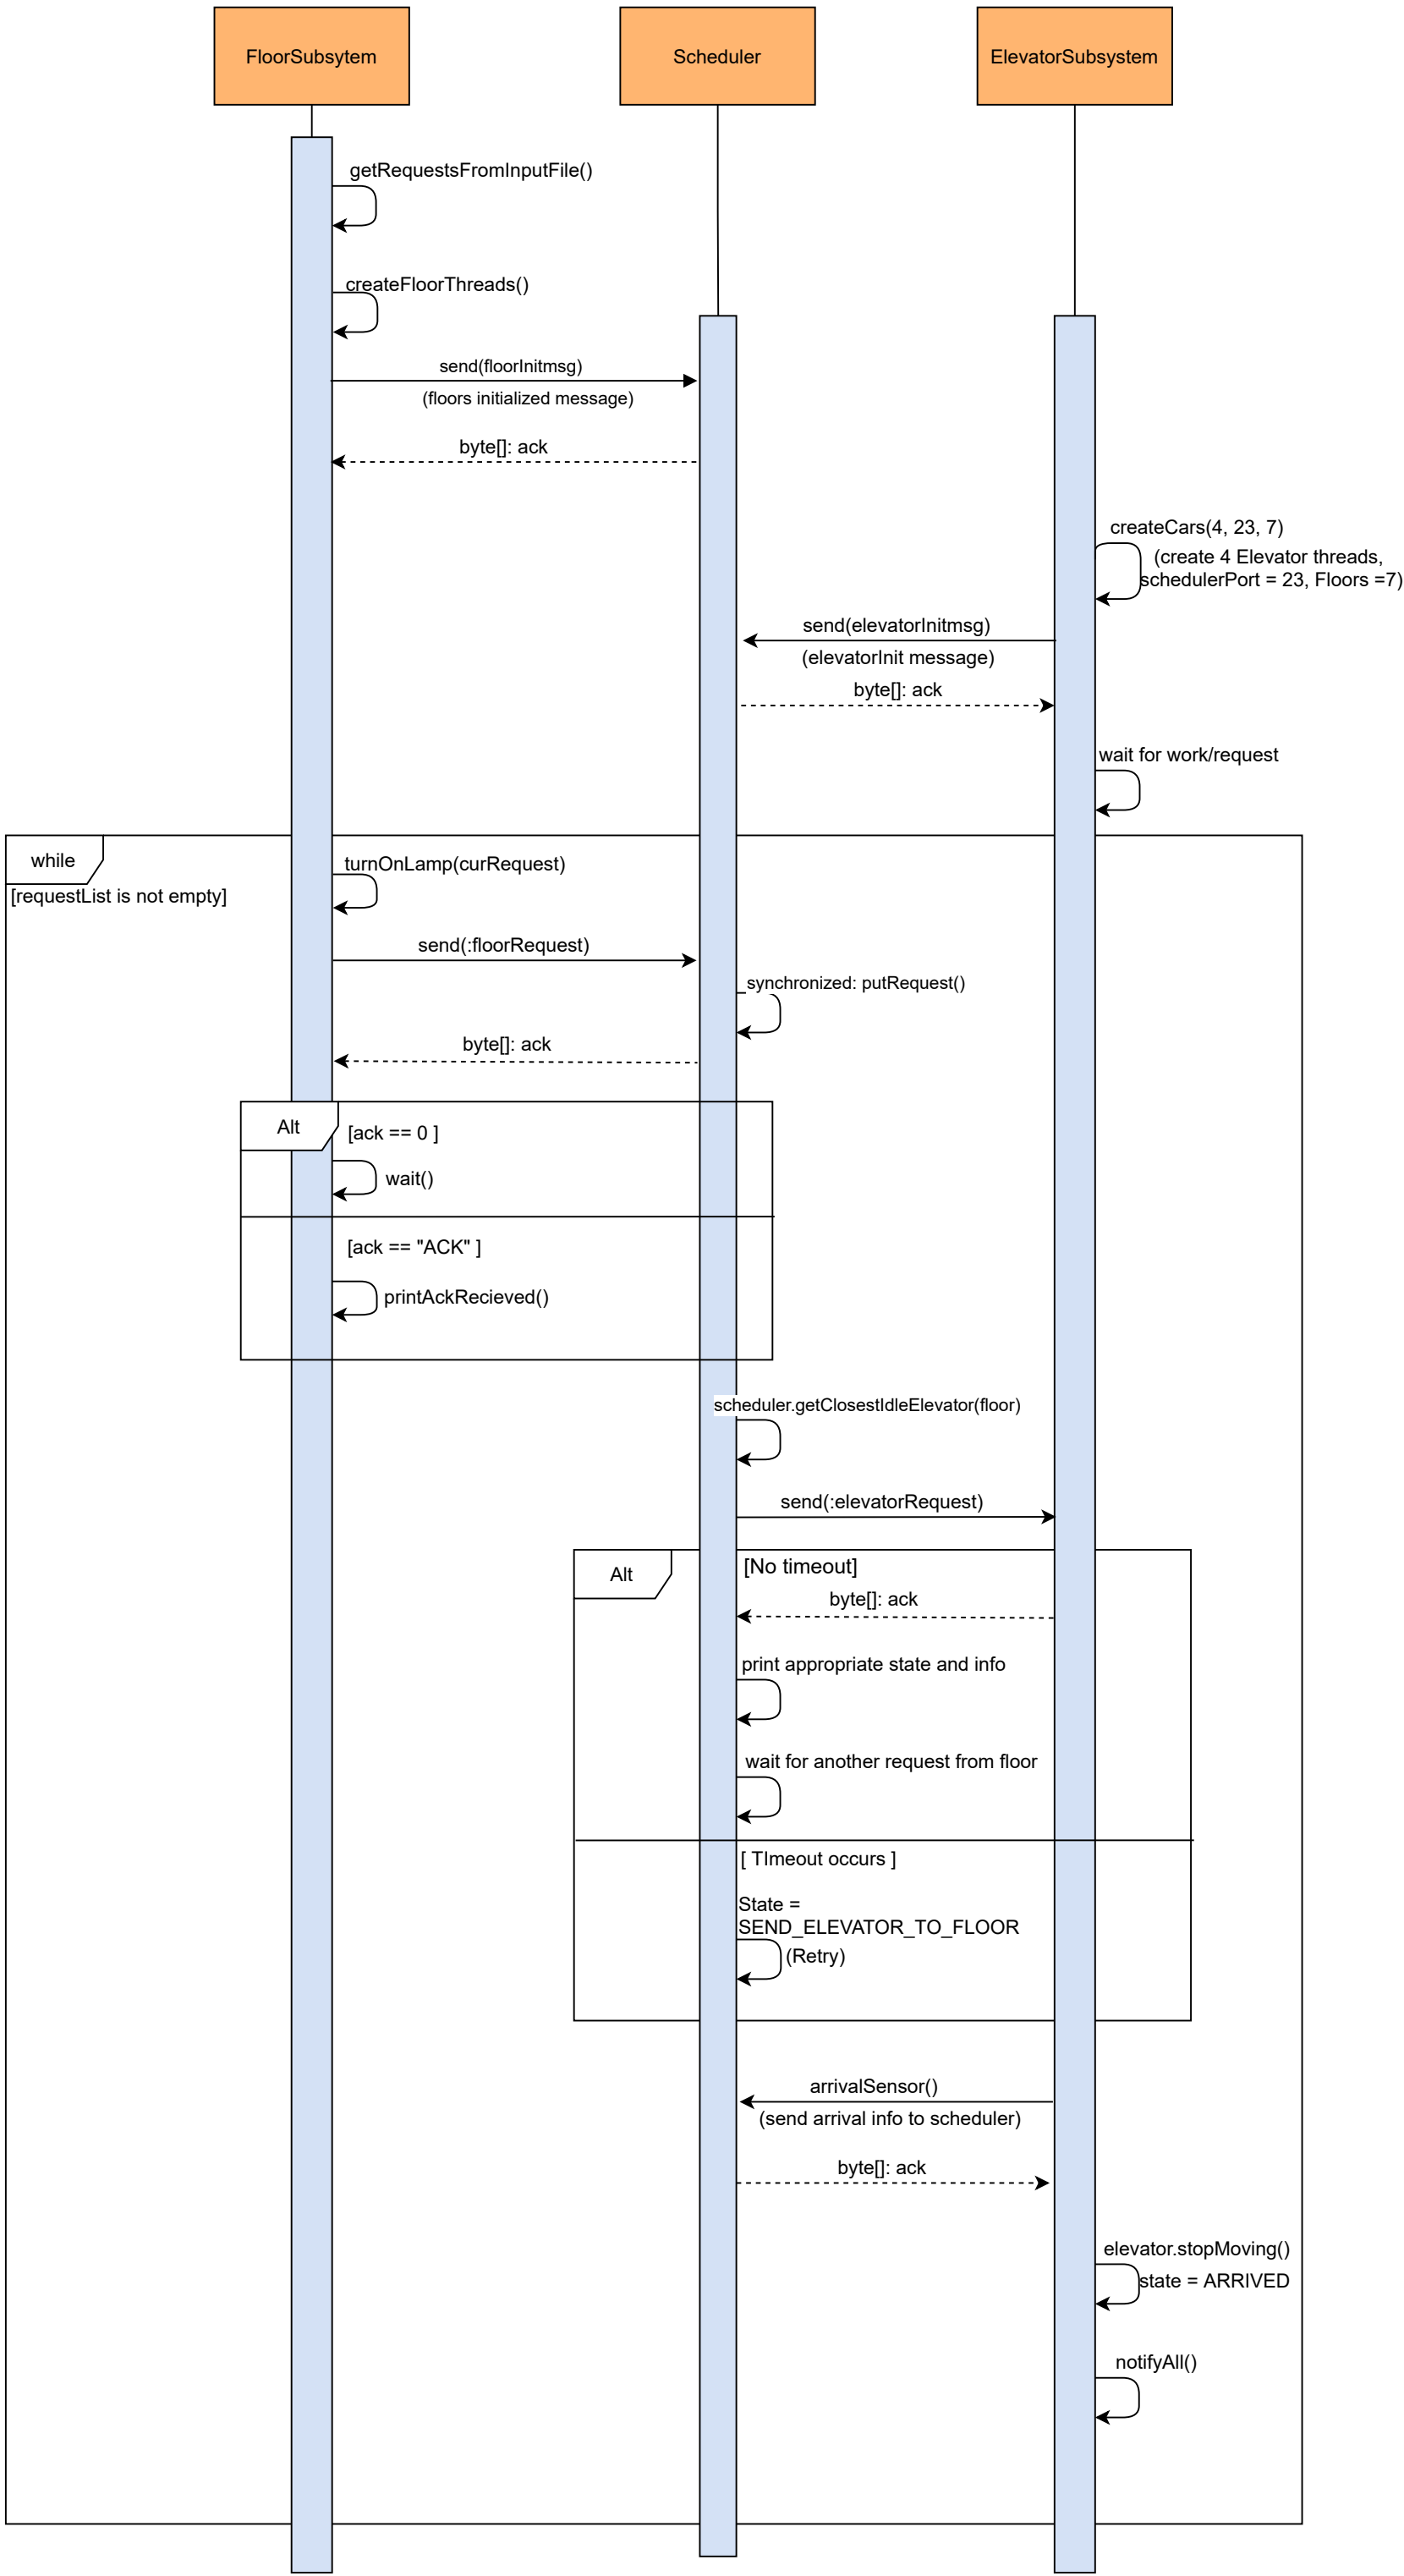 FloorSubsytem
Scheduler
ElevatorSubsystem
getRequestsFromInputFile()
createFloorThreads()
send(floorInitmsg)
(floors initialized message)
byte[]: ack
createCars(4, 23, 7)
(create 4 Elevator threads,
schedulerPort = 23, Floors =7)
send(elevatorInitmsg)
(elevatorInit message)
byte[]: ack
wait for work/request
while
[requestList is not empty]
turnOnLamp(curRequest)
send(:floorRequest)
synchronized: putRequest()
byte[]: ack
Alt
[ack == 0 ]
wait()
[ack == "ACK" ]
printAckRecieved()
scheduler.getClosestIdleElevator(floor)
send(:elevatorRequest)
Alt
[No timeout]
byte[]: ack
print appropriate state and info
wait for another request from floor
[ TImeout occurs ]
State =
SEND_ELEVATOR_TO_FLOOR
(Retry)
arrivalSensor()
(send arrival info to scheduler)
byte[]: ack
elevator.stopMoving()
state = ARRIVED
notifyAll()